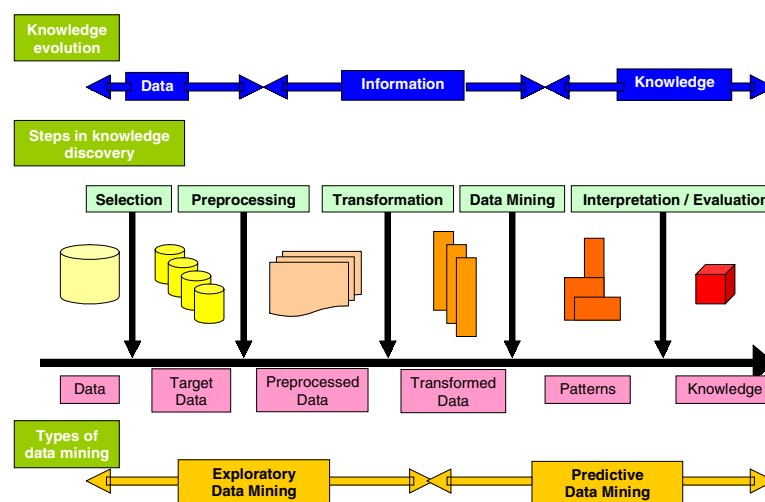 Knowledge
evolution
Data
Information
Knowledge
Steps in knowledge
discovery
Selection
Preprocessing
Transformation
Data Mining
Interpretation / Evaluation
Data
Target
Data
Preprocessed
Data
Transformed
Data
Patterns
Knowledge
Types of
data mining
Exploratory
Data Mining
Predictive
Data Mining